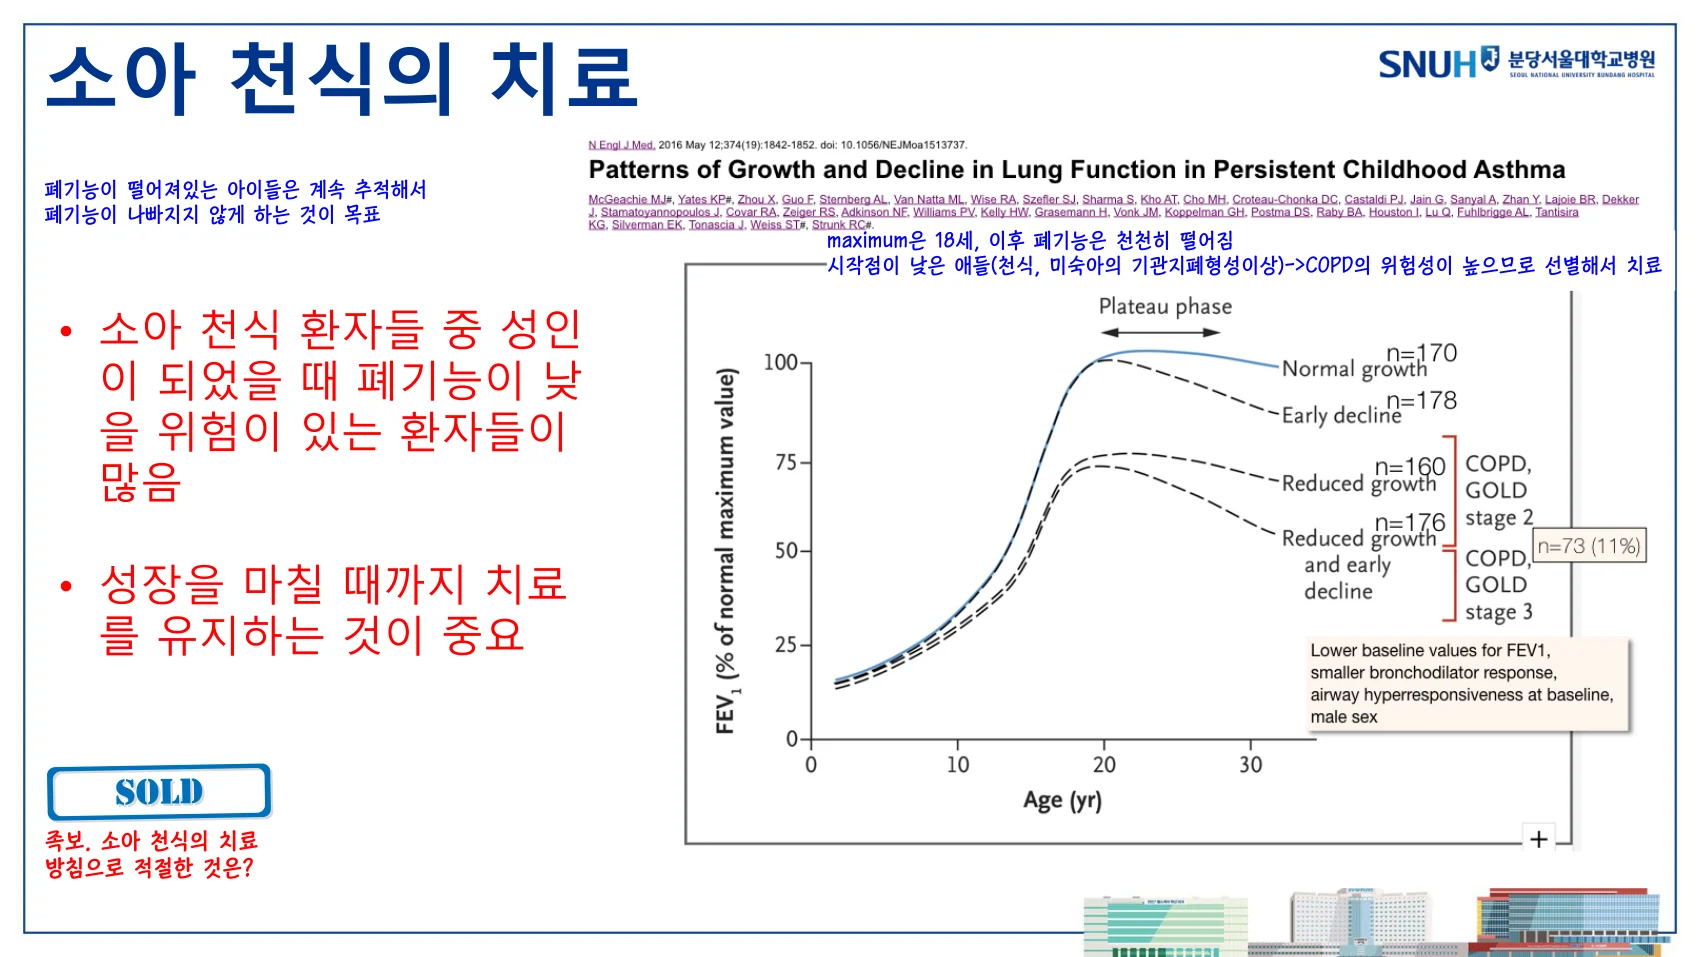 소아 천식의 치료
SNUH 분당서울대학교병원
SEOUL NATIONAL UNIVERSITY BUNDANG HOSPITAL
폐기능이 떨어져있는 아이들은 계속 추적해서
폐기능이 나빠지지 않게 하는 것이 목표
N Engl J Med. 2016 May 12;374(19):1842-1852. doi: 10.1056/NEJMoa1513737.
Patterns of Growth and Decline in Lung Function in Persistent Childhood Asthma
McGeachie MJ#, Yates KP#, Zhou X, Guo F, Sternberg AL, Van Natta ML, Wise RA, Szefler SJ, Sharma S, Kho AT, Cho MH, Croteau-Chonka DC, Castaldi PJ, Jain G, Sanyal A, Zhan Y, Lajoie BR, Dekker
J, Stamatoyannopoulos J, Covar RA, Zeiger RS, Adkinson NF, Williams PV, Kelly HW, Grasemann H, Vonk JM, Koppelman GH, Postma DS, Raby BA, Houston I, Lu Q, Fuhlbrigge AL, Tantisira
KG, Silverman EK, Tonascia J, Weiss ST#, Strunk RC#.
maximum은 18세, 이후 폐기능은 천천히 떨어짐
시작점이 낮은 애들(천식, 미숙아의 기관지폐형성이상)->COPD의 위험성이 높으므로 선별해서 치료
• 소아 천식 환자들 중 성인
이 되었을 때 폐기능이 낮
을 위험이 있는 환자들이
많음
• 성장을 마칠 때까지 치료
를 유지하는 것이 중요
SOLD
족보. 소아 천식의 치료
방침으로 적절한 것은?
Plateau phase
FEV1 (% of normal maximum value)
100
75
50
25
0
0 10 20 30
Age (yr)
n=170
Normal growth
n=178
Early decline
n=160
Reduced growth
n=176
Reduced growth
and early
decline
COPD,
GOLD
stage 2
n=73 (11%)
COPD,
GOLD
stage 3
Lower baseline values for FEV1,
smaller bronchodilator response,
airway hyperresponsiveness at baseline,
male sex
+